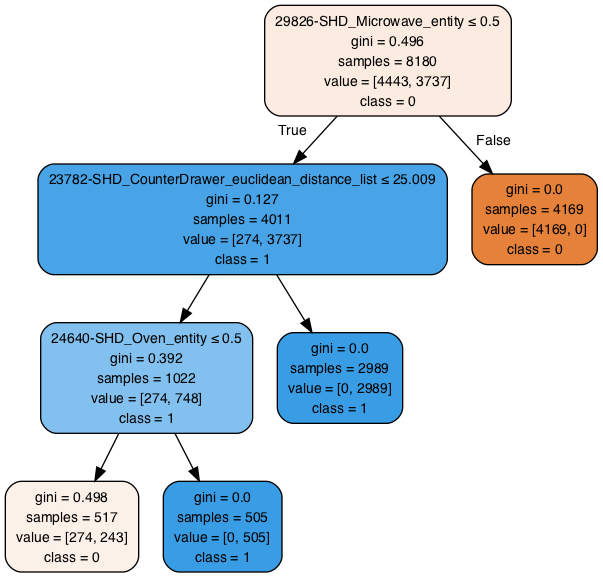 29826-SHD_Microwave_entity ≤ 0.5
gini = 0.496
samples = 8180
value = [4443, 3737]
class = 0
True
False
23782-SHD_CounterDrawer_euclidean_distance_list ≤ 25.009
gini = 0.127
samples = 4011
value = [274, 3737]
class = 1
gini = 0.0
samples = 4169
value = [4169, 0]
class = 0
24640-SHD_Oven_entity ≤ 0.5
gini = 0.392
samples = 1022
value = [274, 748]
class = 1
gini = 0.0
samples = 2989
value = [0, 2989]
class = 1
gini = 0.498
samples = 517
value = [274, 243]
class = 0
gini = 0.0
samples = 505
value = [0, 505]
class = 1